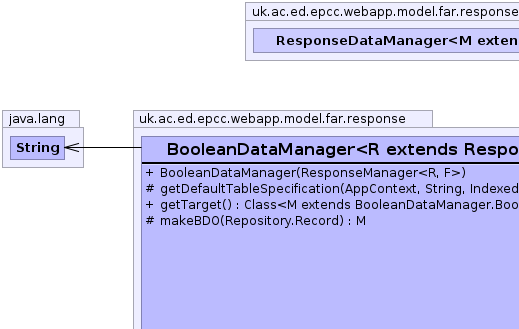 uk.ac.ed.epcc.webapp.model.far.response
ResponseDataManager<M exten
java.lang
String
uk.ac.ed.epcc.webapp.model.far.response
BooleanDataManager<R extends Respo
+ BooleanDataManager(ResponseManager<R, F>)
# getDefaultTableSpecification(AppContext, String, Indexed
+ getTarget() : Class<M extends BooleanDataManager.Boo
# makeBDO(Repository.Record) : M